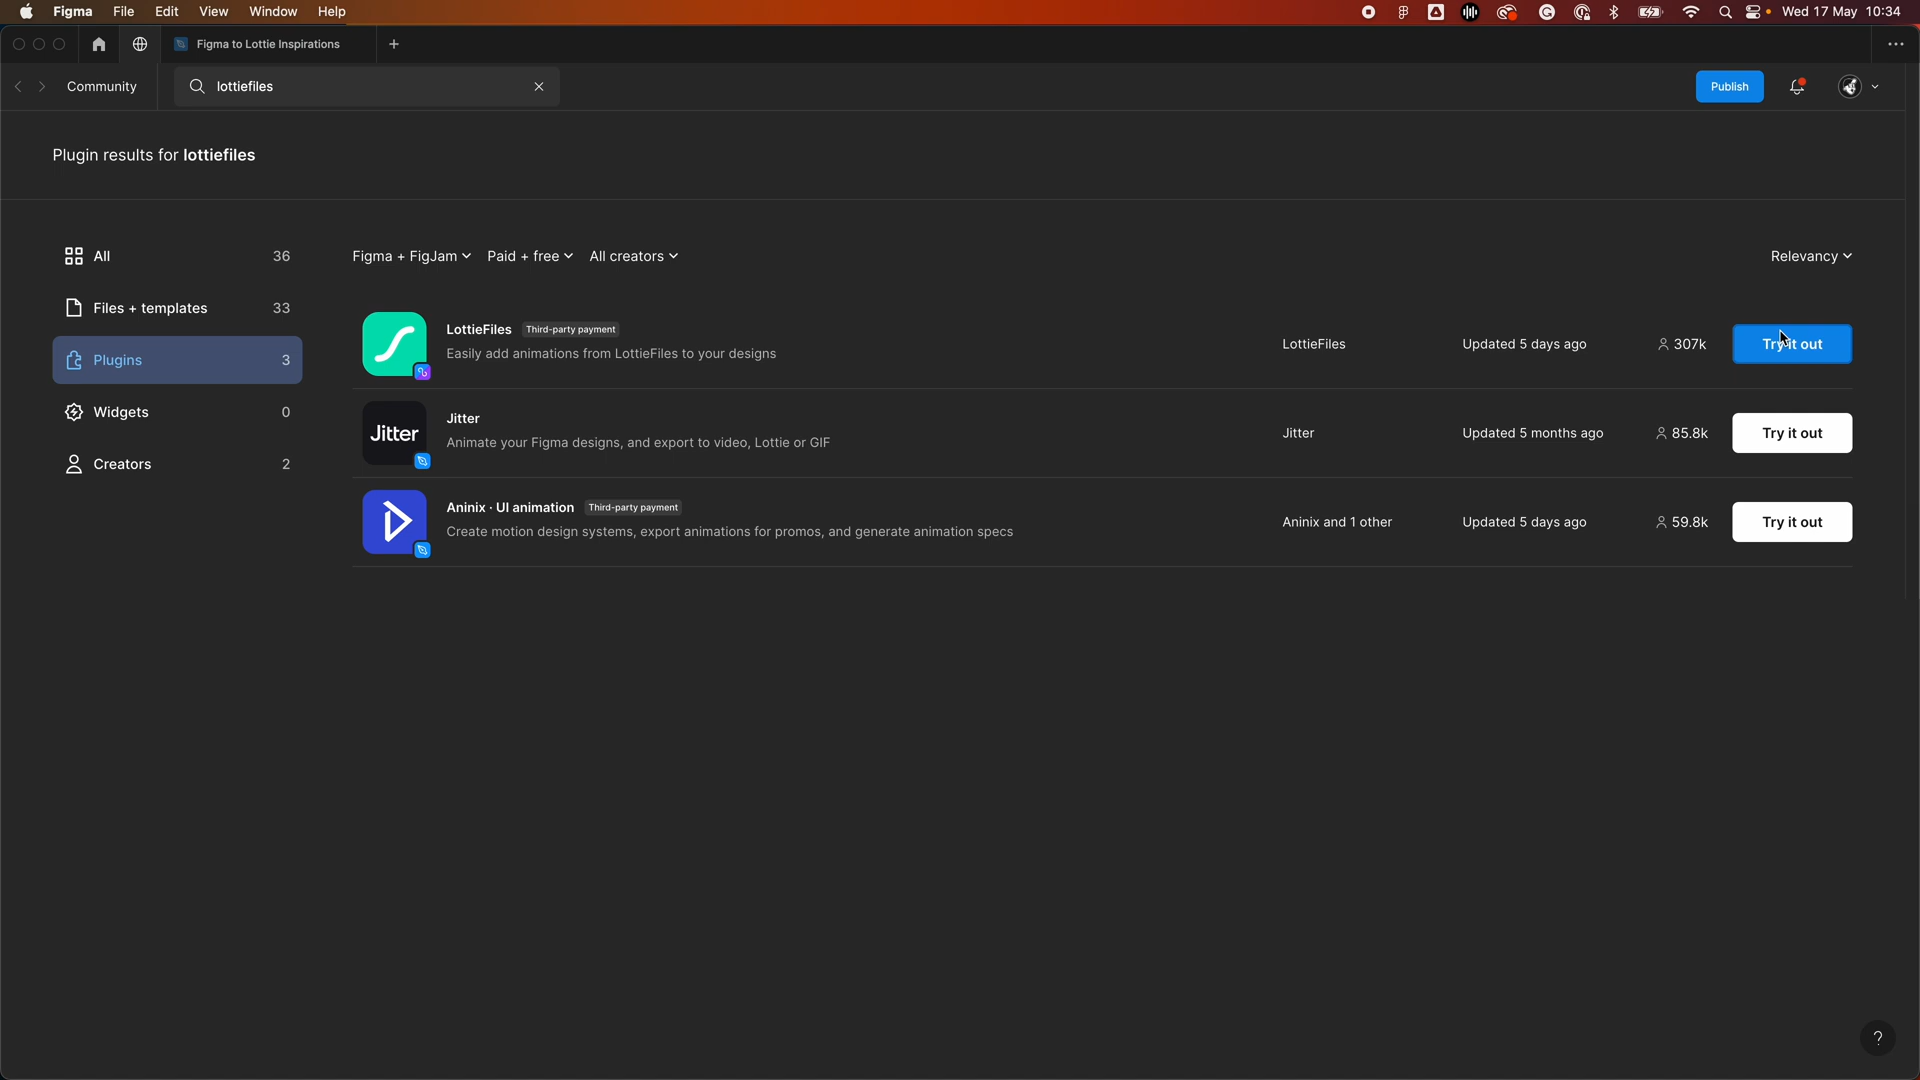 Figma File Edit View Window Help Wed 17 May 10:34
Figma to Lottie Inspirations
Community lottiefiles Publish
Plugin results for lottiefiles
All 36
Files + templates 33
Plugins 3
Widgets 0
Creators 2
Figma + FigJam Paid + free All creators Relevancy
LottieFiles Third-party payment
Easily add animations from LottieFiles to your designs
LottieFiles Updated 5 days ago 307k Try it out
Jitter
Jitter
Animate your Figma designs, and export to video, Lottie or GIF
Jitter Updated 5 months ago 85.8k Try it out
Aninix · UI animation Third-party payment
Create motion design systems, export animations for promos, and generate animation specs
Aninix and 1 other Updated 5 days ago 59.8k Try it out
?